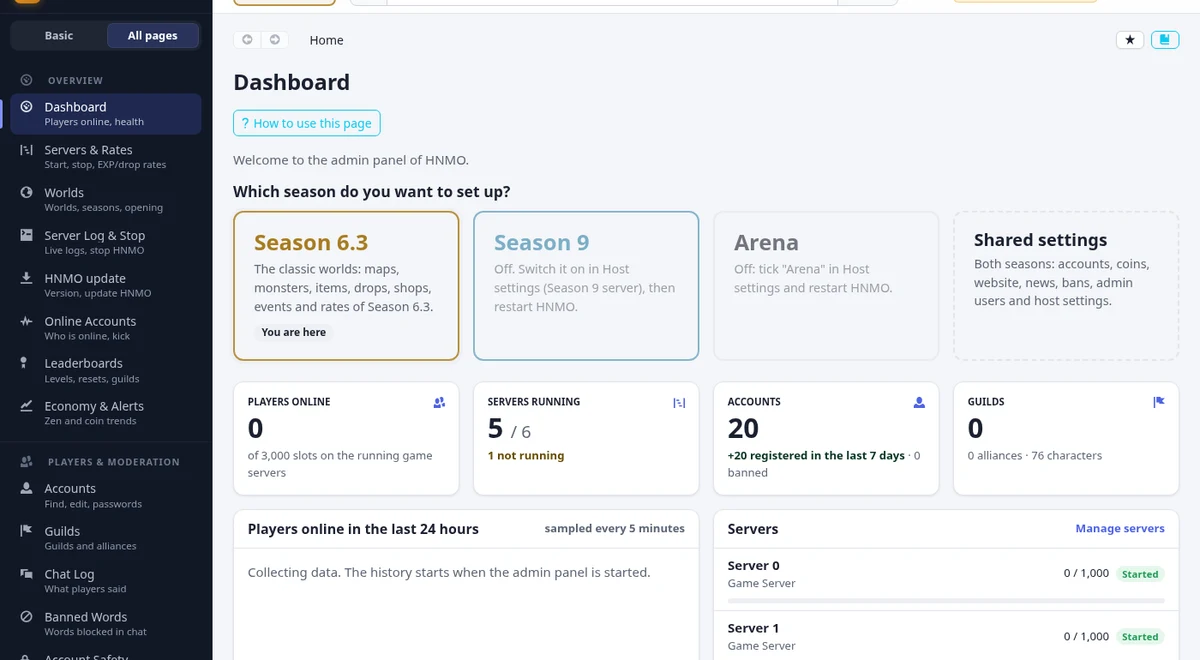 Basic
All pages
OVERVIEW
Dashboard
Players online, health
Servers & Rates
Start, stop, EXP/drop rates
Worlds
Worlds, seasons, opening
Server Log & Stop
Live logs, stop HNMO
HNMO update
Version, update HNMO
Online Accounts
Who is online, kick
Leaderboards
Levels, resets, guilds
Economy & Alerts
Zen and coin trends
PLAYERS & MODERATION
Accounts
Find, edit, passwords
Guilds
Guilds and alliances
Chat Log
What players said
Banned Words
Words blocked in chat
Account Safety
Home
Dashboard
? How to use this page
Welcome to the admin panel of HNMO.
Which season do you want to set up?
Season 6.3
The classic worlds: maps,
monsters, items, drops, shops,
events and rates of Season 6.3.
You are here
Season 9
Off. Switch it on in Host
settings (Season 9 server), then
restart HNMO.
Arena
Off: tick "Arena" in Host
settings and restart HNMO.
Shared settings
Both seasons: accounts, coins,
website, news, bans, admin
users and host settings.
PLAYERS ONLINE
0
of 3,000 slots on the running game
servers
SERVERS RUNNING
5 / 6
1 not running
ACCOUNTS
20
+20 registered in the last 7 days · 0
banned
GUILDS
0
0 alliances · 76 characters
Players online in the last 24 hours
sampled every 5 minutes
Collecting data. The history starts when the admin panel is started.
Servers
Manage servers
Server 0
Game Server
0 / 1,000
Started
Server 1
Game Server
0 / 1,000
Started